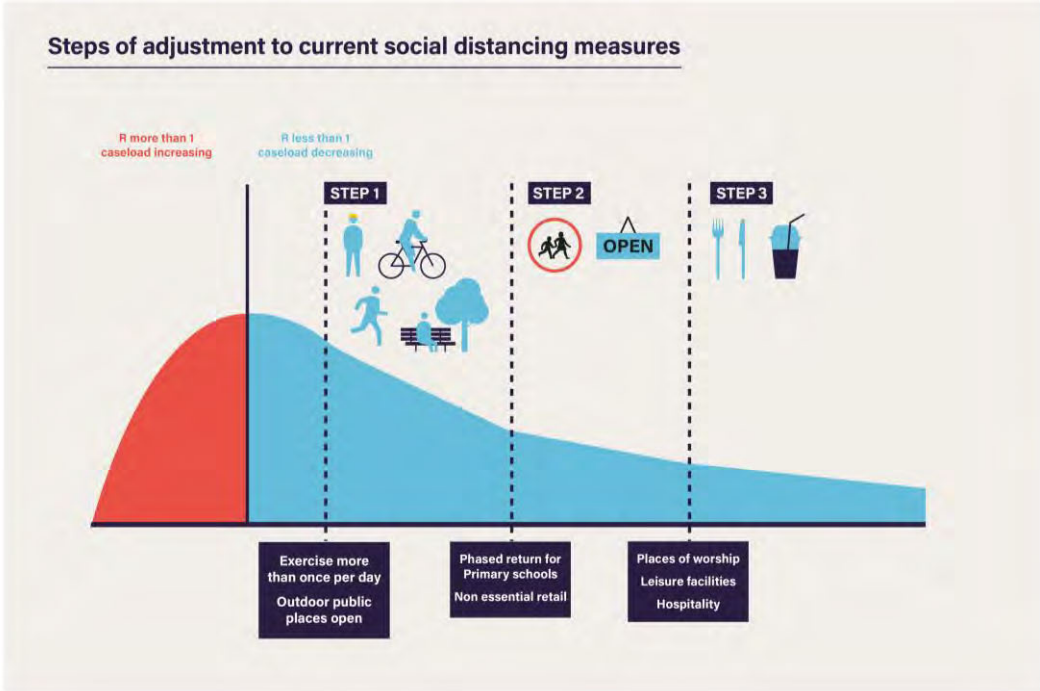 Steps of adjustment to current social distancing measures
R more than 1
caseload increasing
R less than 1
caseload decreasing
STEP 1
STEP 2
STEP 3
OPEN
Exercise more
than once per day
Outdoor public
places open
Phased return for
Primary schools
Non essential retail
Places of worship
Leisure facilities
Hospitality